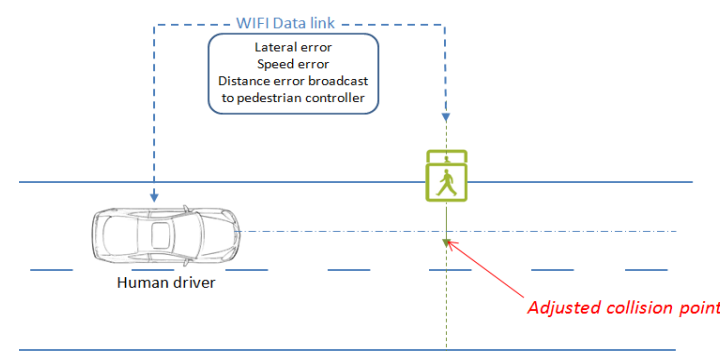 WIFI Data link
Lateral error
Speed error
Distance error broadcast
to pedestrian controller
Human driver
Adjusted collision point